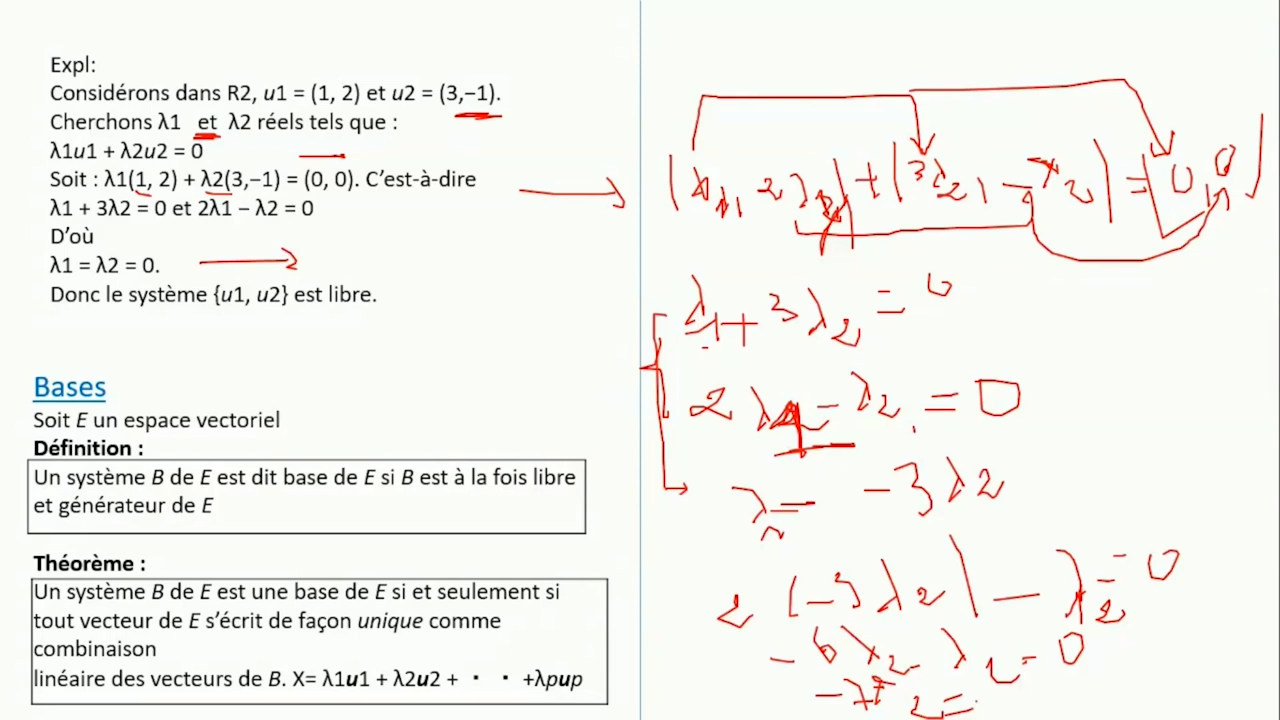 Expl:
Considérons dans R2, u1 = (1, 2) et u2 = (3,−1).
Cherchons λ1 et λ2 réels tels que :
λ1u1 + λ2u2 = 0
Soit : λ1(1, 2) + λ2(3,−1) = (0, 0). C’est-à-dire
λ1 + 3λ2 = 0 et 2λ1 − λ2 = 0
D’où
λ1 = λ2 = 0.
Donc le système {u1, u2} est libre.
Bases
Soit E un espace vectoriel
Définition :
Un système B de E est dit base de E si B est à la fois libre
et générateur de E
Théorème :
Un système B de E est une base de E si et seulement si
tout vecteur de E s’écrit de façon unique comme
combinaison
linéaire des vecteurs de B. X= λ1u1 + λ2u2 + · · +λpup
λ1 + 3λ2 = 0
2λ1 − λ2 = 0
= −3λ2
2 (−3λ2) − λ2 = 0
−6λ2 − λ2 = 0
−7λ2 =